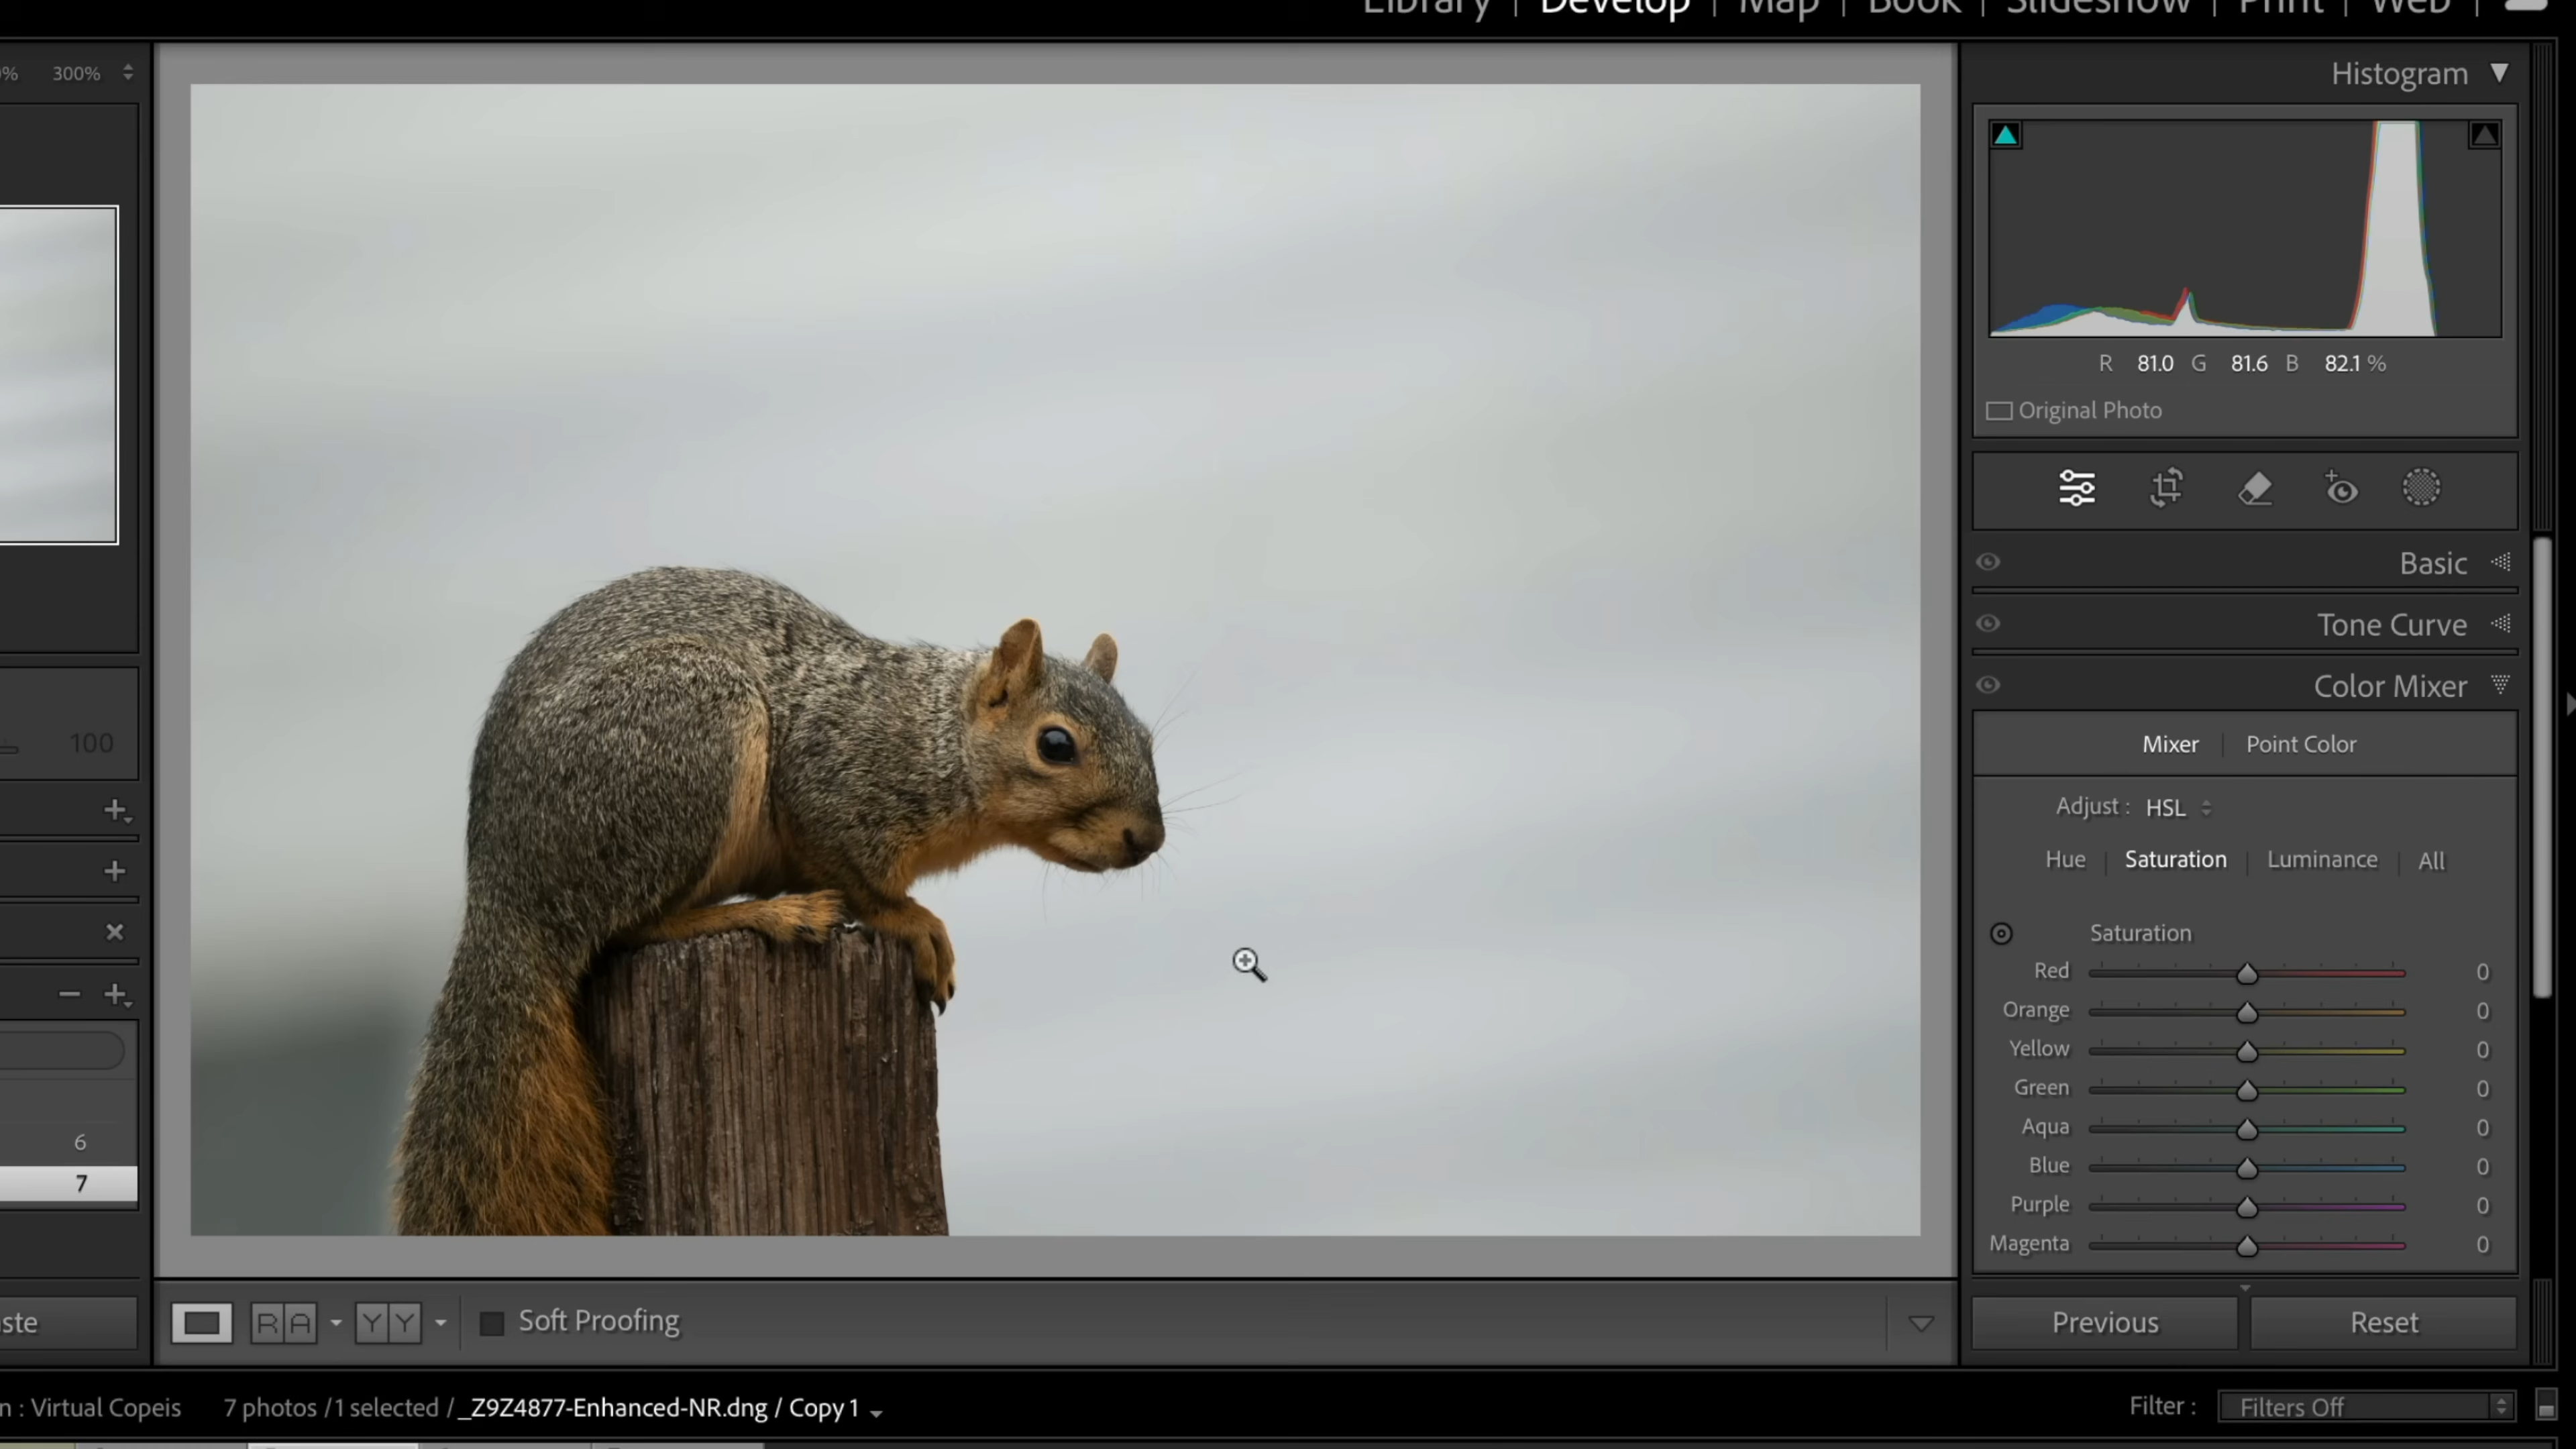 Library | Develop | Map | Book | Slideshow | Print | Web |
300%
Histogram
R 81.0 G 81.6 B 82.1 %
Original Photo
Basic
Tone Curve
Color Mixer
Mixer | Point Color
100
Adjust : HSL
Hue | Saturation | Luminance | All
Saturation
Red 0
Orange 0
Yellow 0
Green 0
Aqua 0
6
Blue 0
7
Purple 0
Magenta 0
R A Y Y Soft Proofing
Previous Reset
: Virtual Copeis 7 photos / 1 selected / _Z9Z4877-Enhanced-NR.dng / Copy 1
Filter : Filters Off